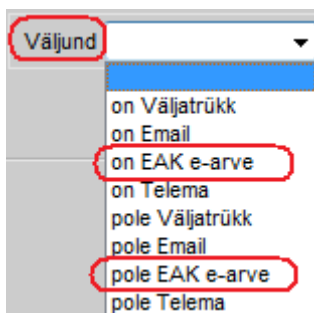 Väljund
on Väljatrükk
on Email
on EAK e-arve
on Telema
pole Väljatrükk
pole Email
pole EAK e-arve
pole Telema